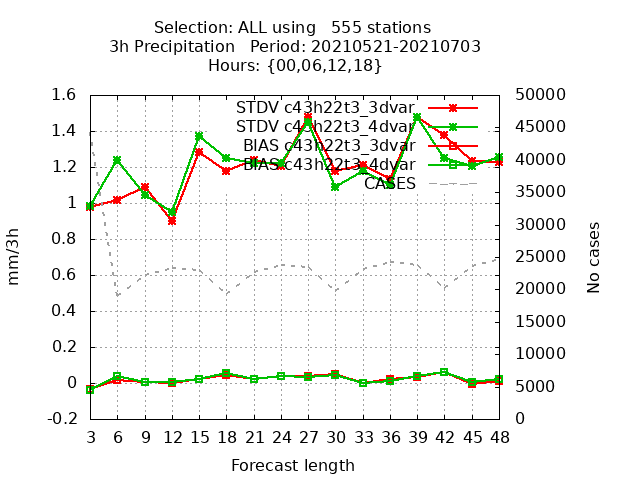 Selection: ALL using   555 stations
3h Precipitation   Period: 20210521-20210703
Hours: {00,06,12,18}
STDV c43h22t3_3dvar
STDV c43h22t3_4dvar
BIAS c43h22t3_3dvar
BIAS c43h22t3_4dvar
CASES
1.6
1.4
1.2
1
0.8
0.6
0.4
0.2
0
-0.2
mm/3h
50000
45000
40000
35000
30000
25000
20000
15000
10000
5000
0
No cases
3 6 9 12 15 18 21 24 27 30 33 36 39 42 45 48
Forecast length